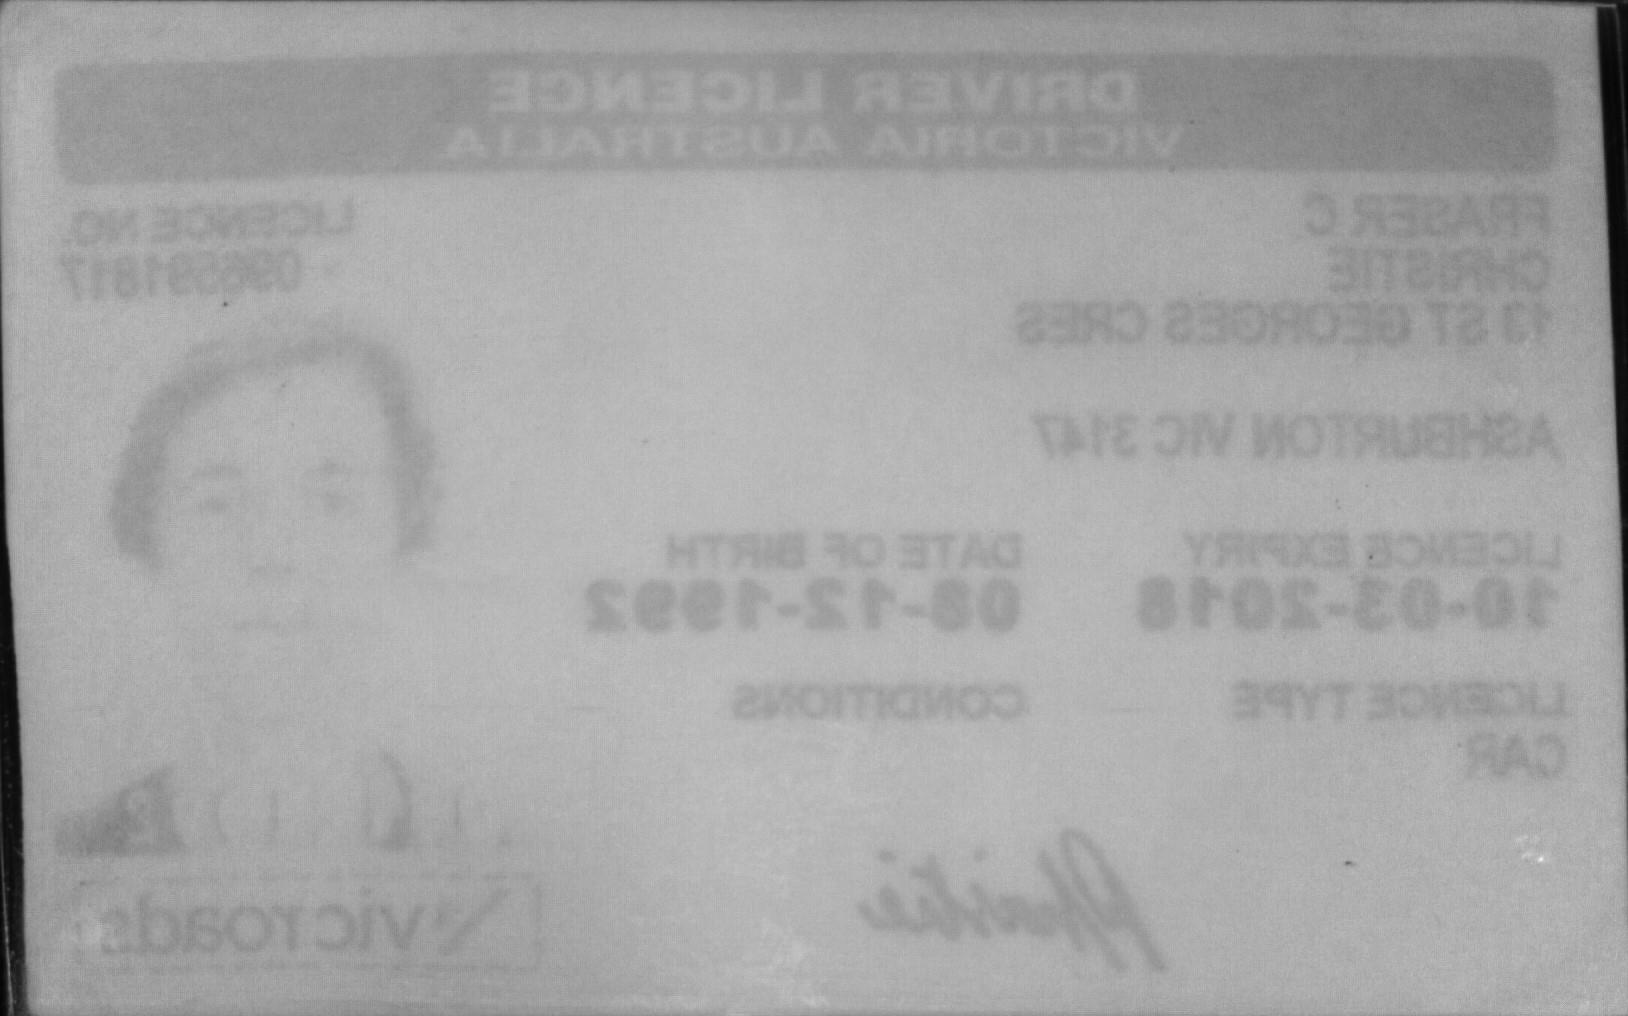 DRIVER LICENCE
VICTORIA AUSTRALIA
FRASER C
CHRISTIE
13 ST GEORGES CRES
ASHBURTON VIC 3147
LICENCE NO.
096591817
LICENCE EXPIRY
10-03-2018
DATE OF BIRTH
08-12-1992
LICENCE TYPE
CAR
CONDITIONS
vicroads